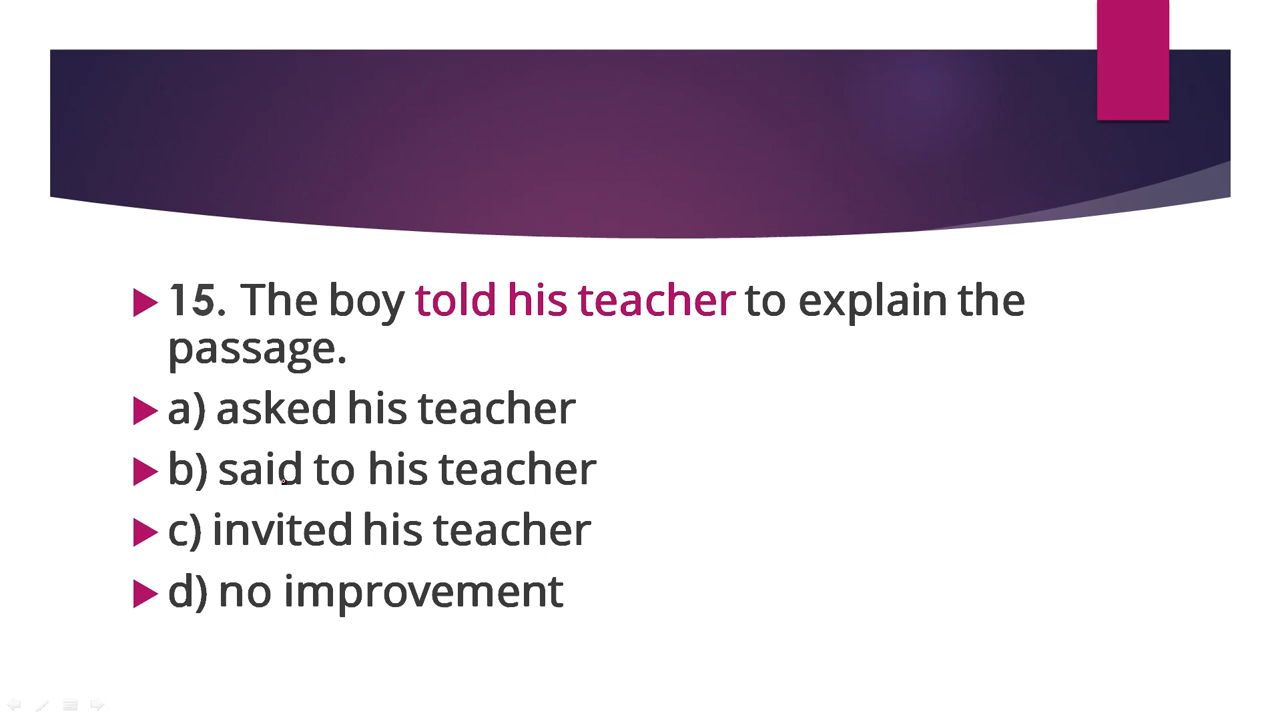 15. The boy told his teacher to explain the
passage.
a) asked his teacher
b) said to his teacher
c) invited his teacher
d) no improvement